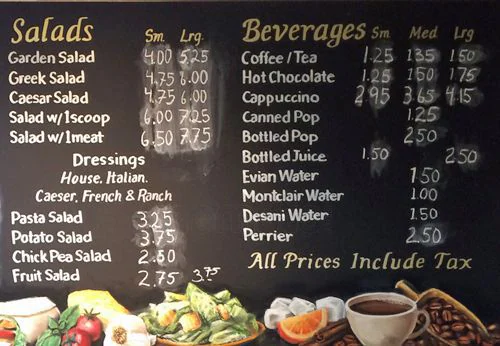 Salads Sm. Lrg.
Garden Salad 4.00 5.25
Greek Salad 4.75 6.00
Caesar Salad 4.75 6.00
Salad w/1scoop 6.00 7.25
Salad w/1meat 6.50 7.75
Dressings
House. Italian.
Caeser, French & Ranch
Pasta Salad 3.25
Potato Salad 3.75
Chick Pea Salad 2.50
Fruit Salad 2.75 3.75
Beverages Sm. Med Lrg
Coffee/Tea 1.25 1.35 1.50
Hot Chocolate 1.25 1.50 1.75
Cappuccino 2.95 3.65 4.15
Canned Pop 1.25
Bottled Pop 2.50
Bottled Juice 1.50 2.50
Evian Water 1.50
Montclair Water 1.00
Desani Water 1.50
Perrier 2.50
All Prices Include Tax